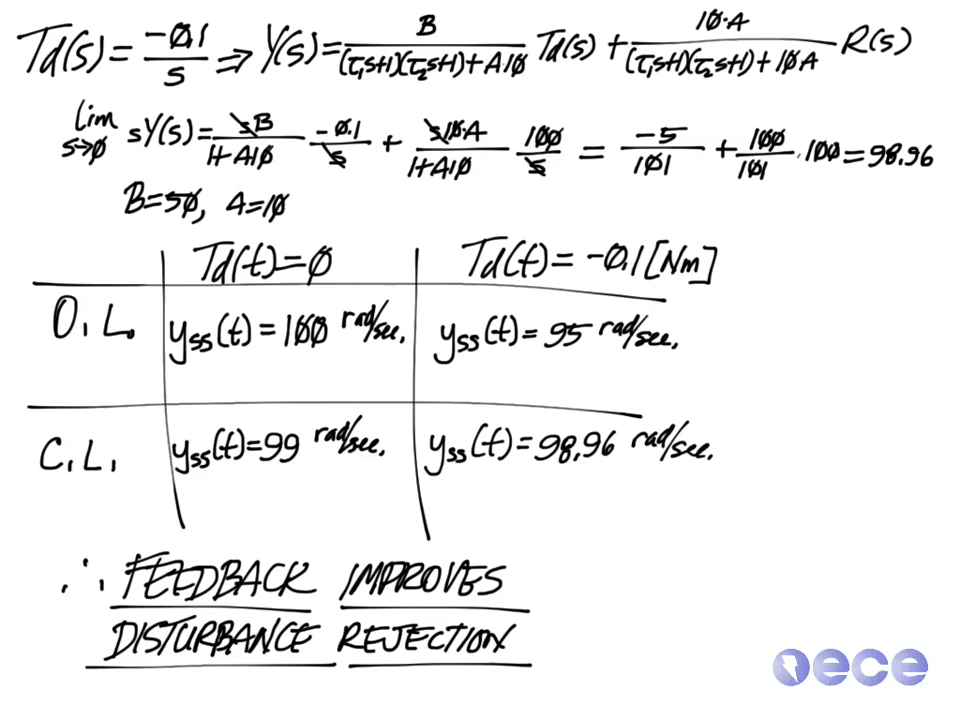 Td(s) = -0.1/s ⇒ Y(s) = B/((τ₁s+1)(τ₂s+1)+A10) Td(s) + 10·A/((τ₁s+1)(τ₂s+1)+10A) R(s)
lim s→0 sY(s) = sB/(1+A10) -0.1/s + s10·A/(1+A10) 100/s = -5/101 + 100/101 · 100 = 98.96
B=50, A=10
Td(t)=0 Td(t) = -0.1 [Nm]
O.L. yss(t) = 100 rad/sec. yss(t) = 95 rad/sec.
C.L. yss(t)=99 rad/sec. yss(t)=98.96 rad/sec.
∴ FEEDBACK IMPROVES
DISTURBANCE REJECTION
ece